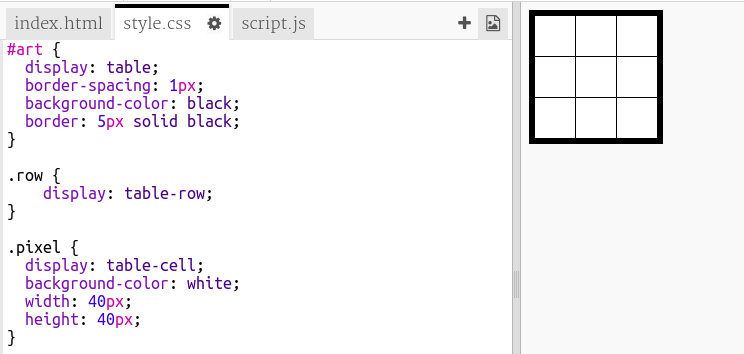 index.html style.css script.js
#art {
  display: table;
  border-spacing: 1px;
  background-color: black;
  border: 5px solid black;
}

.row {
    display: table-row;
}

.pixel {
  display: table-cell;
  background-color: white;
  width: 40px;
  height: 40px;
}